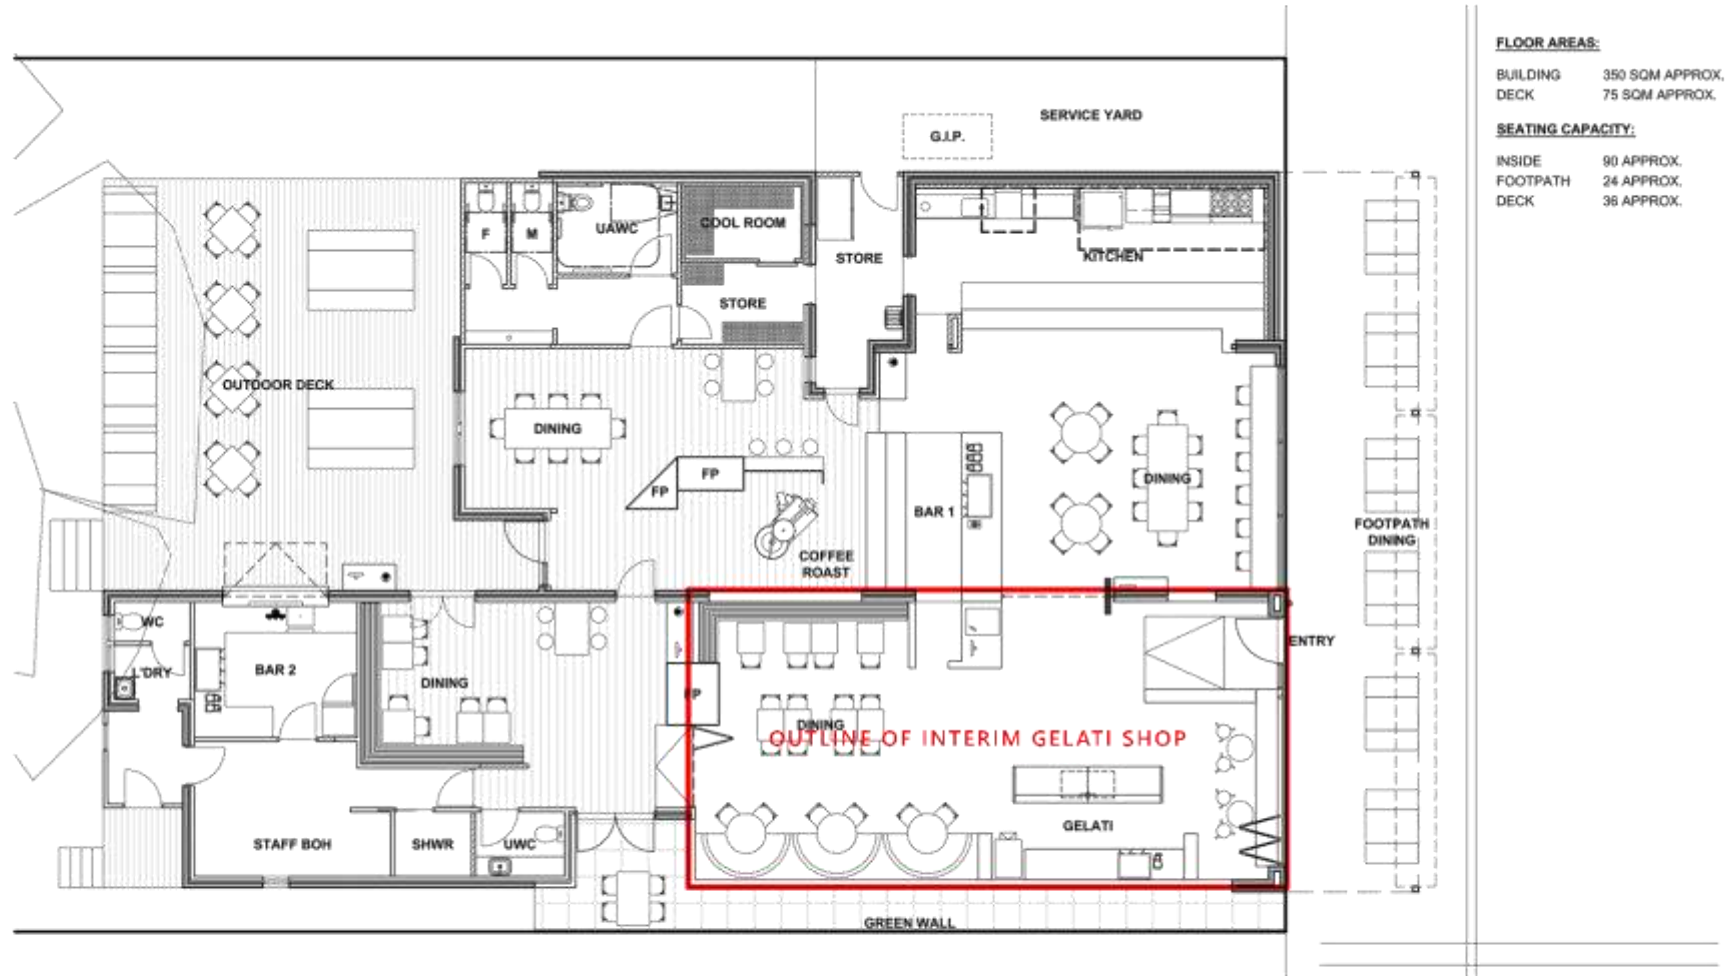 FLOOR AREAS:
BUILDING 350 SQM APPROX.
DECK 75 SQM APPROX.
SEATING CAPACITY:
INSIDE 90 APPROX.
FOOTPATH 24 APPROX.
DECK 36 APPROX.
SERVICE YARD
G.I.P.
F
M
UAWC
COOL ROOM
STORE
KITCHEN
STORE
OUTDOOR DECK
DINING
FP
FP
DINING
BAR 1
FOOTPATH
DINING
COFFEE
ROAST
WC
ENTRY
L'DRY
BAR 2
DINING
FP
DINING
OUTLINE OF INTERIM GELATI SHOP
GELATI
STAFF BOH
SHWR
UWC
GREEN WALL